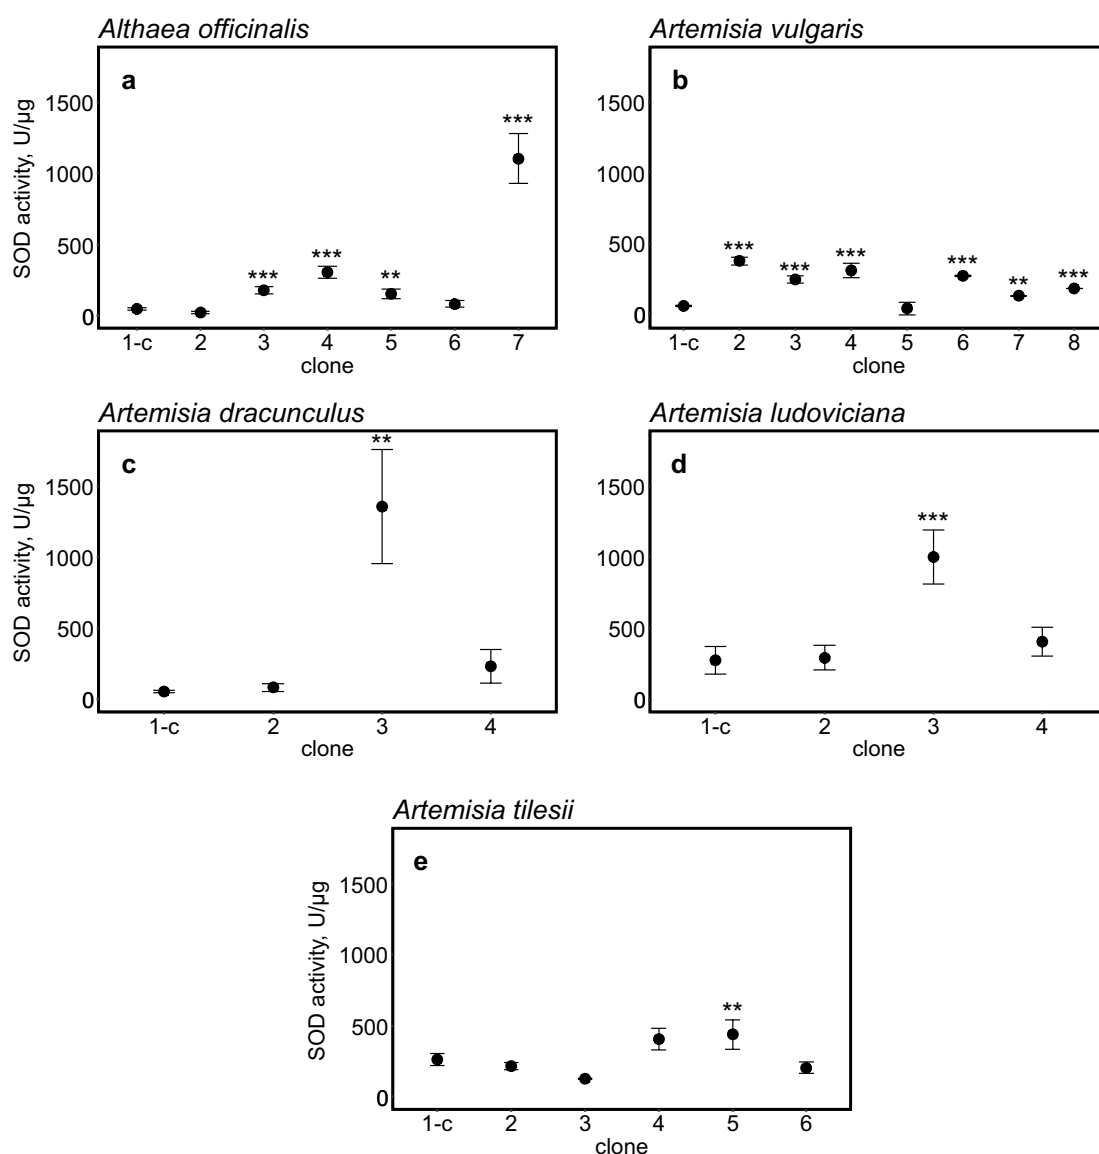 Althaea officinalis
a
SOD activity, U/µg
1500
1000
500
0
***
***
**
***
1-c 2 3 4 5 6 7
clone
Artemisia vulgaris
b
1500
1000
500
0
***
***
***
***
**
***
1-c 2 3 4 5 6 7 8
clone
Artemisia dracunculus
c
SOD activity, U/µg
1500
1000
500
0
**
1-c 2 3 4
clone
Artemisia ludoviciana
d
1500
1000
500
0
***
1-c 2 3 4
clone
Artemisia tilesii
e
SOD activity, U/µg
1500
1000
500
0
**
1-c 2 3 4 5 6
clone